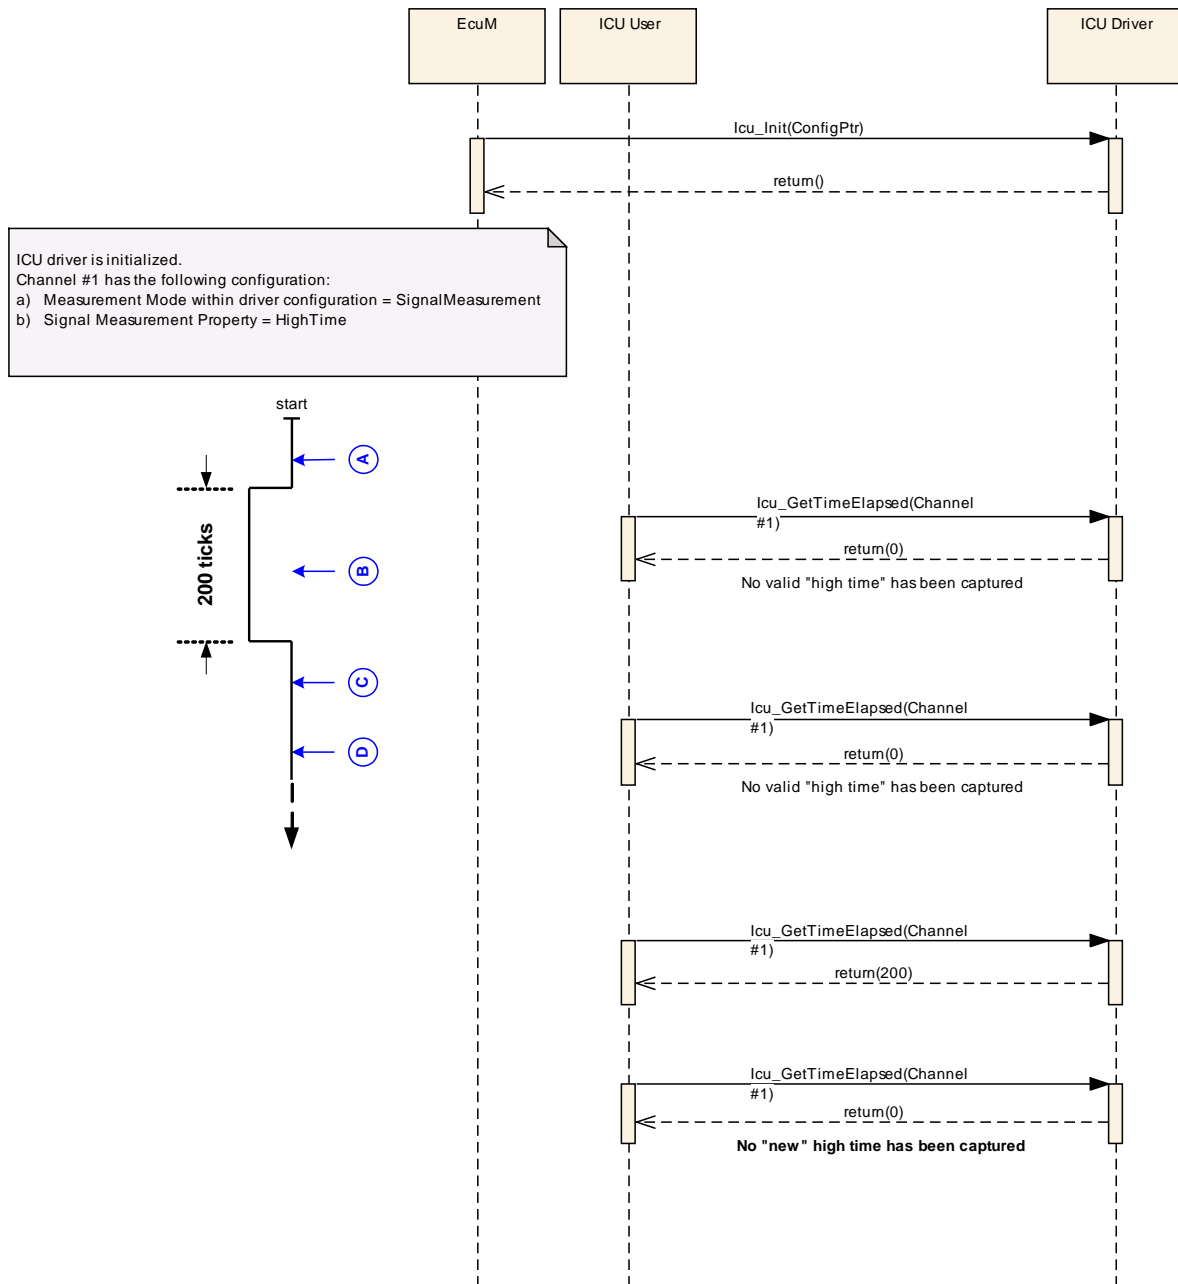 EcuM
ICU User
ICU Driver
Icu_Init(ConfigPtr)
return()
ICU driver is initialized.
Channel #1 has the following configuration:
a) Measurement Mode within driver configuration = SignalMeasurement
b) Signal Measurement Property = HighTime
start
A
200 ticks
B
C
D
Icu_GetTimeElapsed(Channel
#1)
return(0)
No valid "high time" has been captured
Icu_GetTimeElapsed(Channel
#1)
return(0)
No valid "high time" has been captured
Icu_GetTimeElapsed(Channel
#1)
return(200)
Icu_GetTimeElapsed(Channel
#1)
return(0)
No "new" high time has been captured